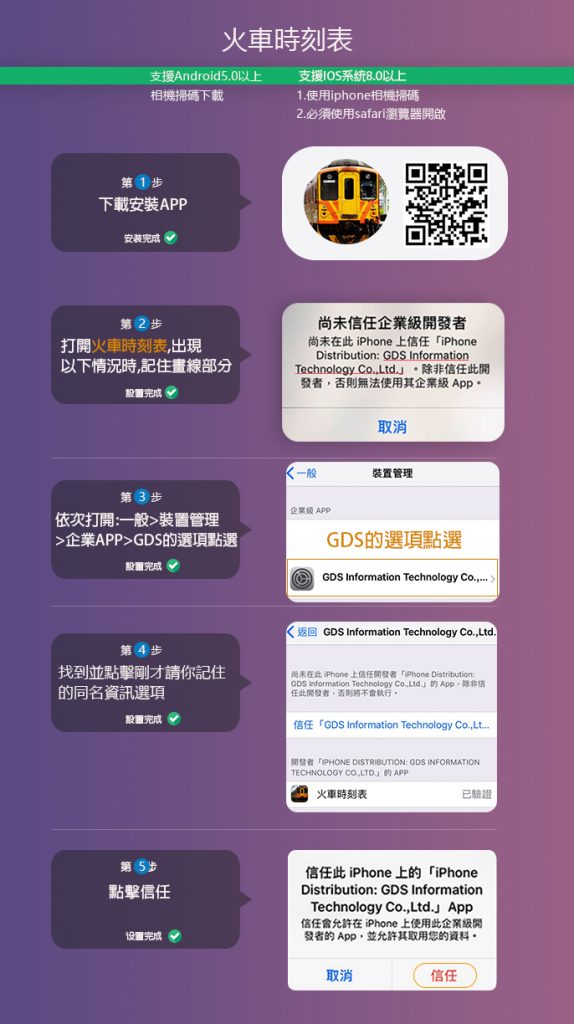 火車時刻表
支援Android5.0以上
相機掃碼下載
支援IOS系統8.0以上
1.使用iphone相機掃碼
2.必須使用safari瀏覽器開啟
第1步
下載安裝APP
安裝完成
第2步
打開火車時刻表,出現
以下情況時,記住畫線部分
設置完成
尚未信任企業級開發者
尚未在此 iPhone 上信任「iPhone
Distribution: GDS Information
Technology Co.,Ltd.」。除非信任此開
發者，否則無法使用其企業級 App。
取消
第3步
依次打開:一般>裝置管理
>企業APP>GDS的選項點選
設置完成
一般
裝置管理
企業級 APP
GDS的選項點選
GDS Information Technology Co.,...
第4步
找到並點擊剛才請你記住
的同名資訊選項
設置完成
返回 GDS Information Technology Co.,Ltd.
尚未在此 iPhone 上信任開發者「iPhone Distribution:
GDS Information Technology Co.,Ltd.」的 App，除非信
任此開發者，否則將不會執行。
信任「GDS Information Technology Co.,Lt...
開發者「IPHONE DISTRIBUTION: GDS INFORMATION
TECHNOLOGY CO.,LTD.」的 APP
火車時刻表
已驗證
第5步
點擊信任
设置完成
信任此 iPhone 上的「iPhone
Distribution: GDS Information
Technology Co.,Ltd.」App
信任會允許在 iPhone 上使用此企業級開
發者的 App，並允許其取用您的資料。
取消
信任